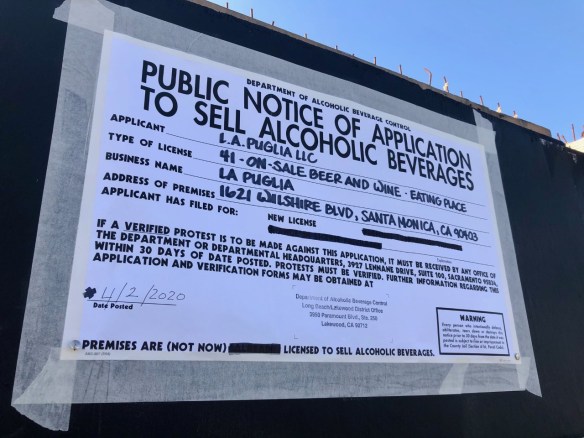 DEPARTMENT OF ALCOHOLIC BEVERAGE CONTROL
PUBLIC NOTICE OF APPLICATION
TO SELL ALCOHOLIC BEVERAGES
APPLICANT L.A. PUGLIA LLC
TYPE OF LICENSE 41-ON-SALE BEER AND WINE - EATING PLACE
BUSINESS NAME LA PUGLIA
ADDRESS OF PREMISES 1621 WILSHIRE BLVD, SANTA MONICA, CA 90403
APPLICANT HAS FILED FOR: NEW LICENSE
IF A VERIFIED PROTEST IS TO BE MADE AGAINST THIS APPLICATION, IT MUST BE RECEIVED BY ANY OFFICE OF
THE DEPARTMENT OR DEPARTMENTAL HEADQUARTERS, 3927 LENNANE DRIVE, SUITE 100, SACRAMENTO 95834,
WITHIN 30 DAYS OF DATE POSTED. PROTESTS MUST BE VERIFIED. FURTHER INFORMATION REGARDING THIS
APPLICATION AND VERIFICATION FORMS MAY BE OBTAINED AT
4/2/2020
Date Posted
Department of Alcoholic Beverage Control
Long Beach/Lakewood District Office
3950 Paramount Blvd., Ste. 250
Lakewood, CA 90712
WARNING
PREMISES ARE (NOT NOW) LICENSED TO SELL ALCOHOLIC BEVERAGES.